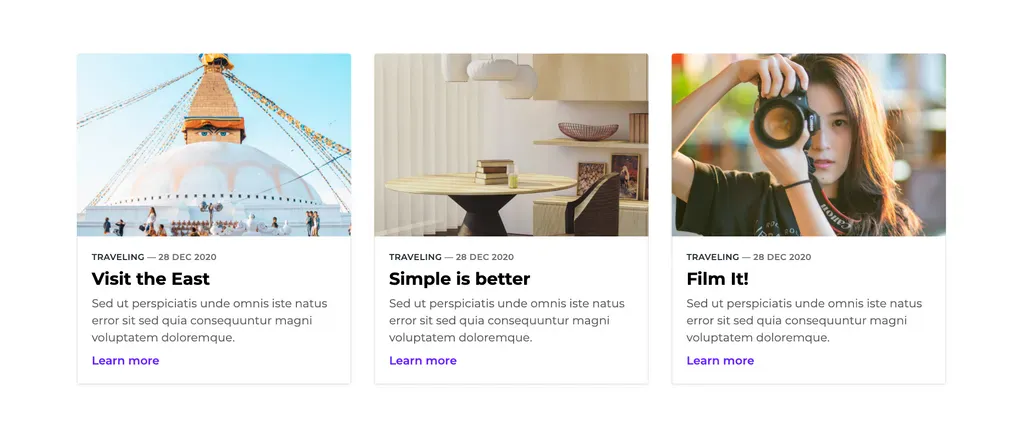 TRAVELING — 28 DEC 2020
Visit the East
Sed ut perspiciatis unde omnis iste natus
error sit sed quia consequuntur magni
voluptatem doloremque.
Learn more
TRAVELING — 28 DEC 2020
Simple is better
Sed ut perspiciatis unde omnis iste natus
error sit sed quia consequuntur magni
voluptatem doloremque.
Learn more
Canon
TRAVELING — 28 DEC 2020
Film It!
Sed ut perspiciatis unde omnis iste natus
error sit sed quia consequuntur magni
voluptatem doloremque.
Learn more